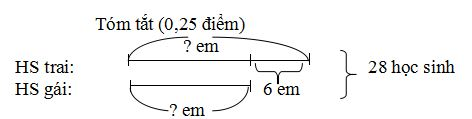 Tóm tắt (0,25 điểm)
? em
HS trai:
28 học sinh
HS gái:
6 em
? em